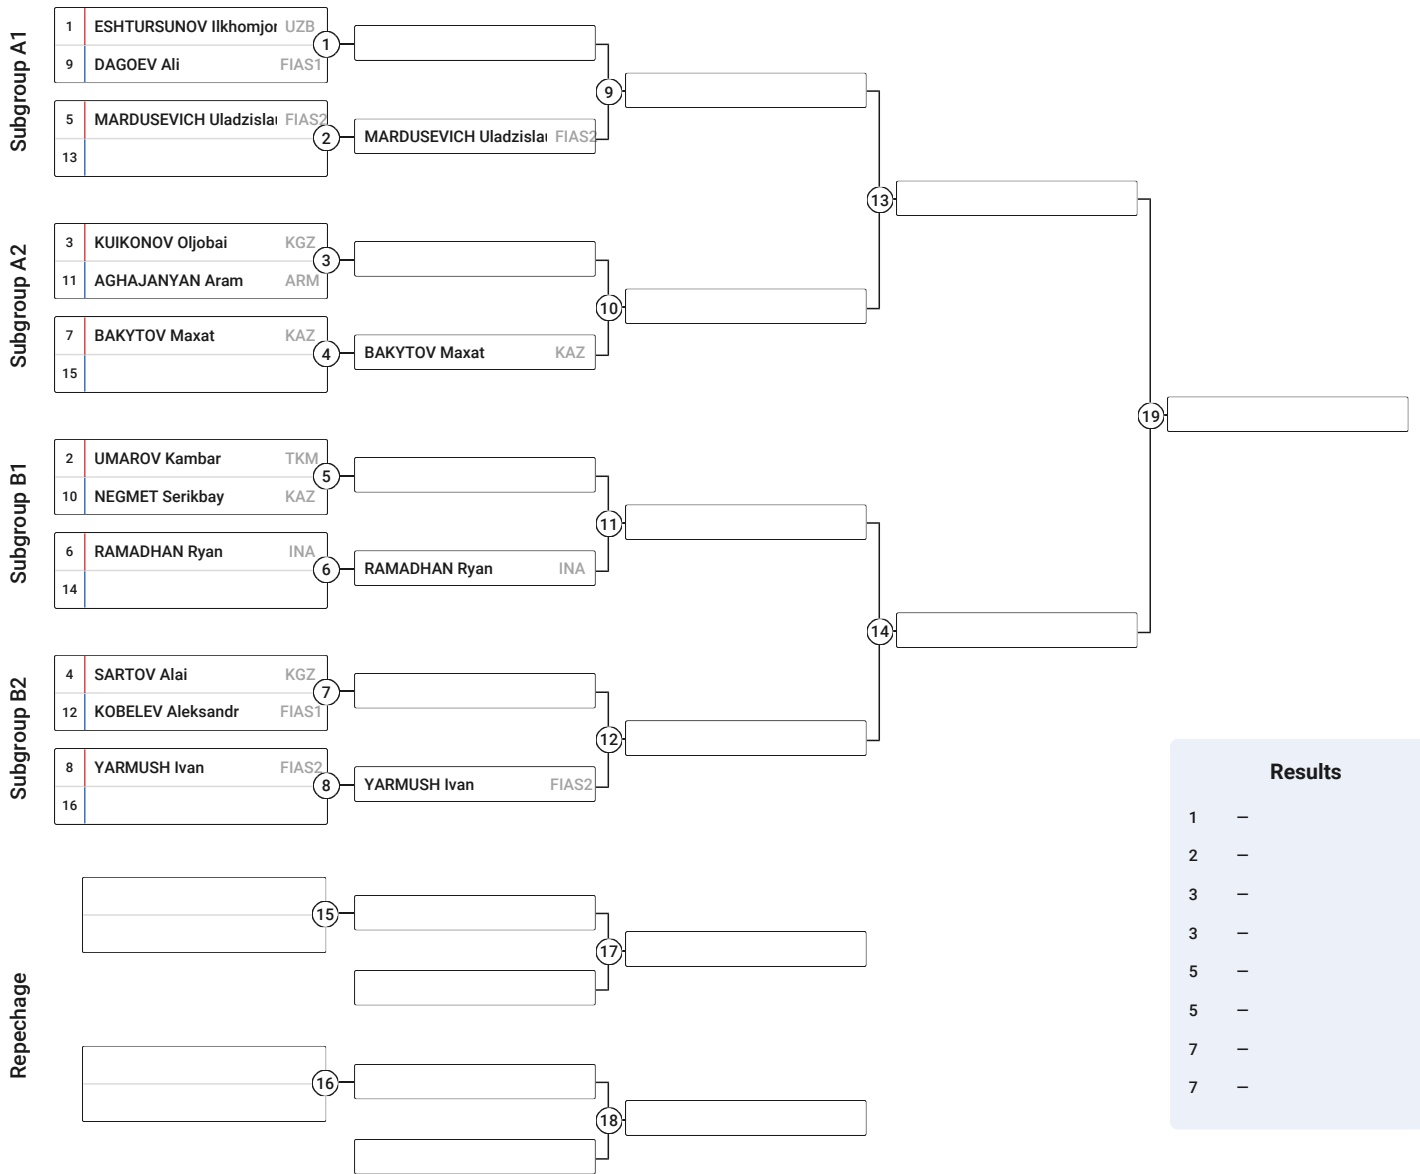 Subgroup A1
1 ESHTURSUNOV Ilkhomjon UZB
9 DAGOEV Ali FIAS1
1
5 MARDUSEVICH Uladzislau FIAS2
13
2
MARDUSEVICH Uladzislau FIAS2
9
Subgroup A2
3 KUIKONOV Oljobai KGZ
11 AGHAJANYAN Aram ARM
3
7 BAKYTOV Maxat KAZ
15
4
BAKYTOV Maxat KAZ
10
13
Subgroup B1
2 UMAROV Kambar TKM
10 NEGMET Serikbay KAZ
5
6 RAMADHAN Ryan INA
14
6
RAMADHAN Ryan INA
11
Subgroup B2
4 SARTOV Alai KGZ
12 KOBELEV Aleksandr FIAS1
7
8 YARMUSH Ivan FIAS2
16
8
YARMUSH Ivan FIAS2
12
14
19
Repechage
15
17
16
18
Results
1 –
2 –
3 –
3 –
5 –
5 –
7 –
7 –